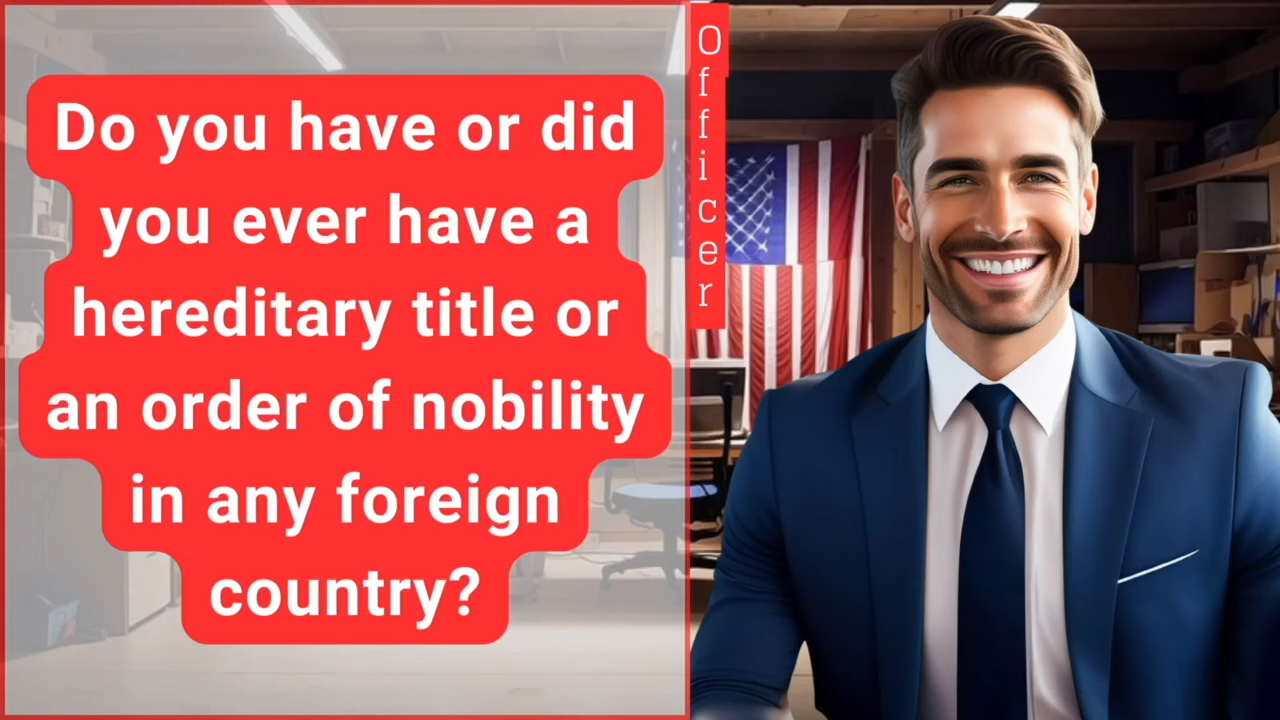 Do you have or did
you ever have a
hereditary title or
an order of nobility
in any foreign
country?
Officer